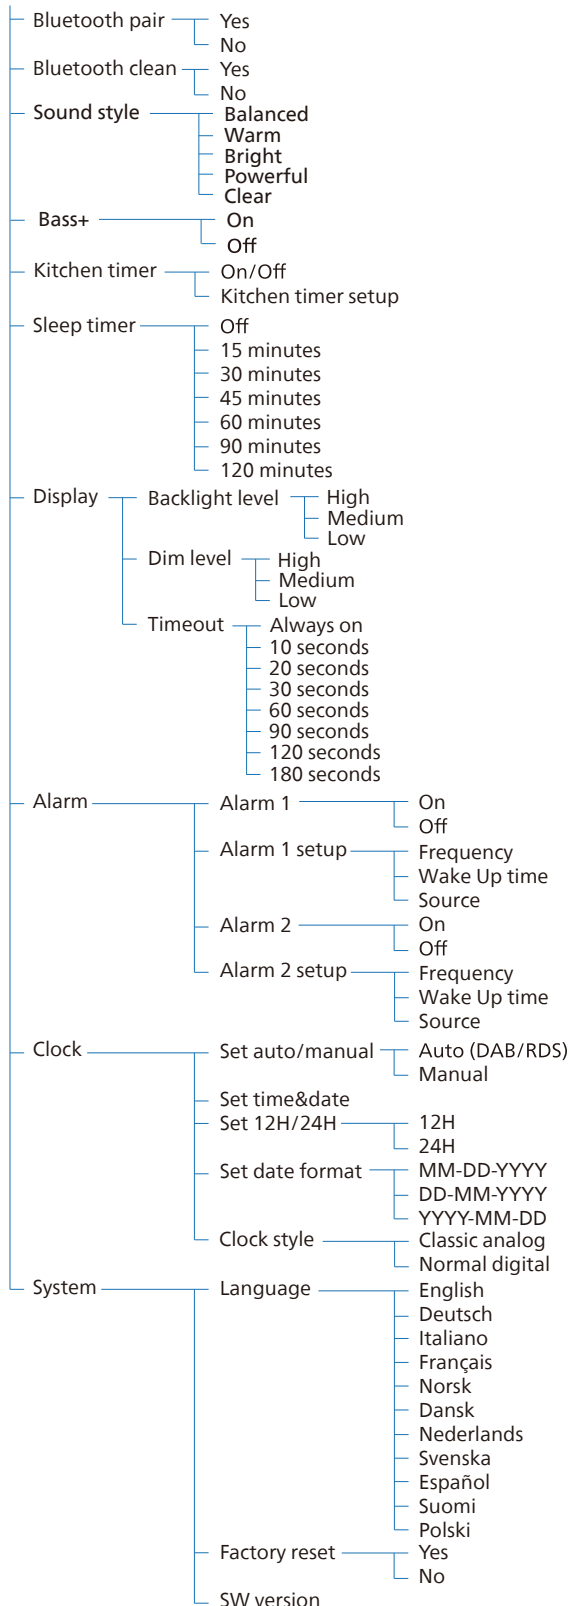 Bluetooth pair Yes
No
Bluetooth clean Yes
No
Sound style Balanced
Warm
Bright
Powerful
Clear
Bass+ On
Off
Kitchen timer On/Off
Kitchen timer setup
Sleep timer Off
15 minutes
30 minutes
45 minutes
60 minutes
90 minutes
120 minutes
Display Backlight level High
Medium
Low
Dim level High
Medium
Low
Timeout Always on
10 seconds
20 seconds
30 seconds
60 seconds
90 seconds
120 seconds
180 seconds
Alarm Alarm 1 On
Off
Alarm 1 setup Frequency
Wake Up time
Source
Alarm 2 On
Off
Alarm 2 setup Frequency
Wake Up time
Source
Clock Set auto/manual Auto (DAB/RDS)
Manual
Set time&date
Set 12H/24H 12H
24H
Set date format MM-DD-YYYY
DD-MM-YYYY
YYYY-MM-DD
Clock style Classic analog
Normal digital
System Language English
Deutsch
Italiano
Français
Norsk
Dansk
Nederlands
Svenska
Español
Suomi
Polski
Factory reset Yes
No
SW version